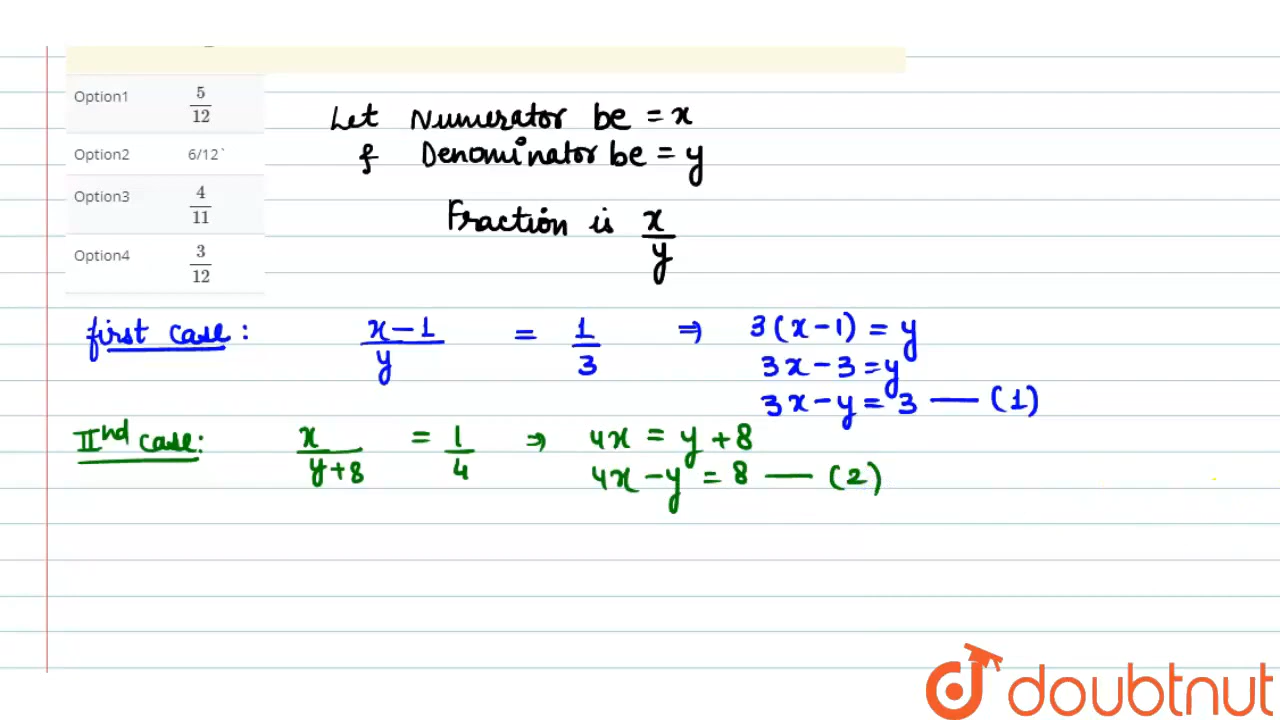 Option1 5/12
Option2 6/12`
Option3 4/11
Option4 3/12
Let Numerator be = x
& Denominator be = y
Fraction is x/y
first case: (x-1)/y = 1/3 ⇒ 3(x-1) = y
3x-3=y
3x-y = 3 — (1)
IInd case: x/(y+8) = 1/4 ⇒ 4x = y+8
4x-y = 8 — (2)
doubtnut